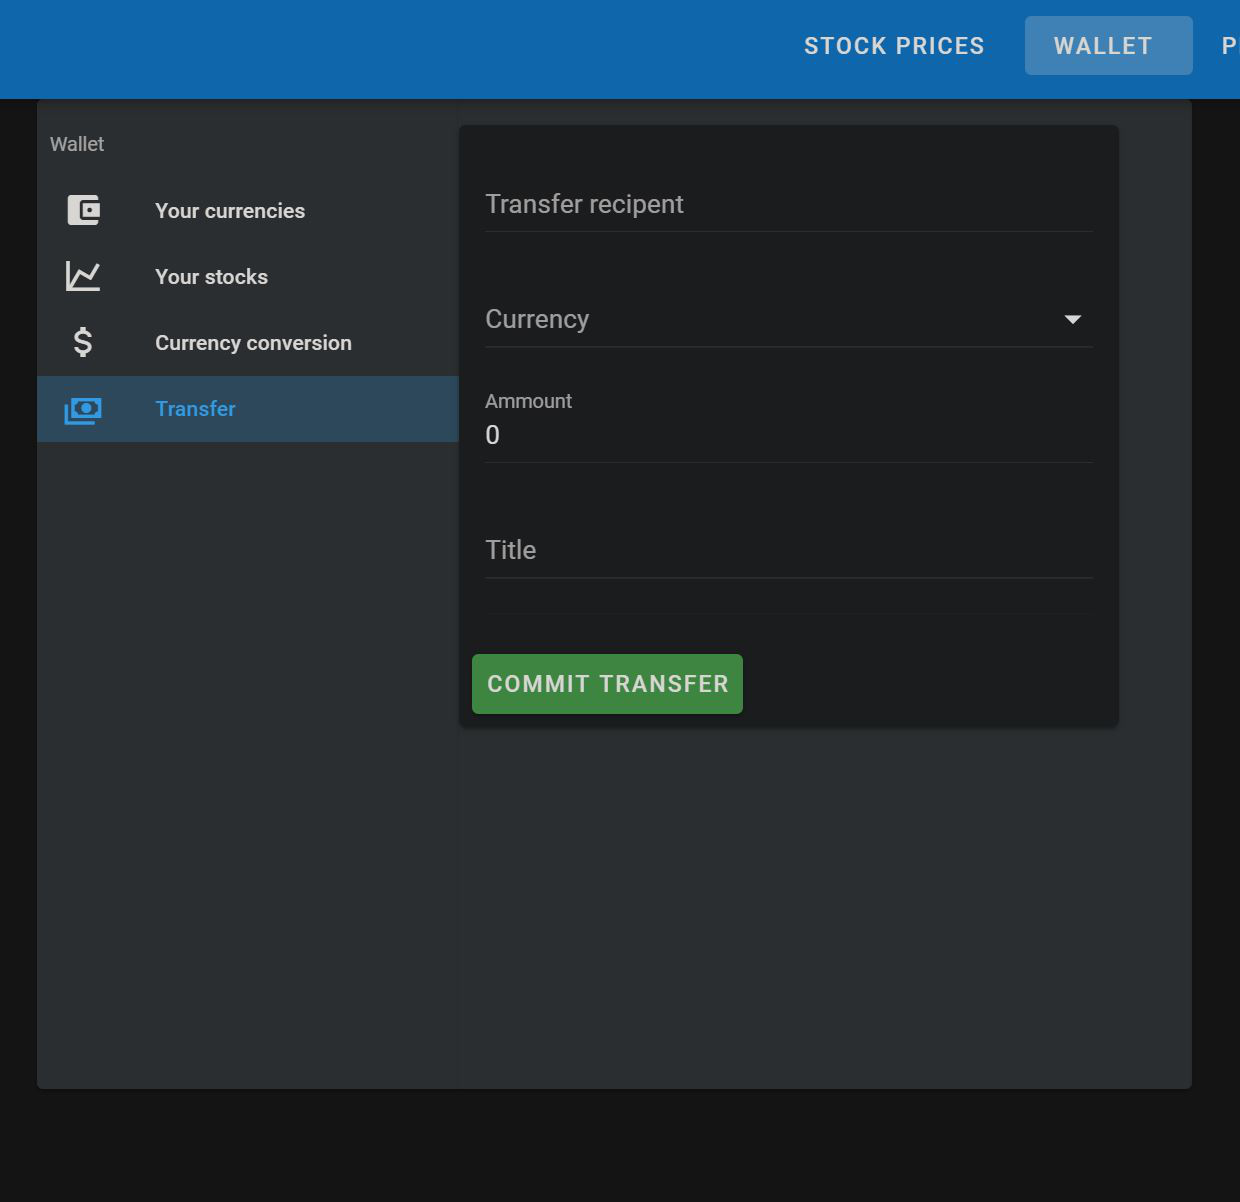 STOCK PRICES WALLET
Wallet
Your currencies
Your stocks
Currency conversion
Transfer
Transfer recipent
Currency
Ammount
0
Title
COMMIT TRANSFER